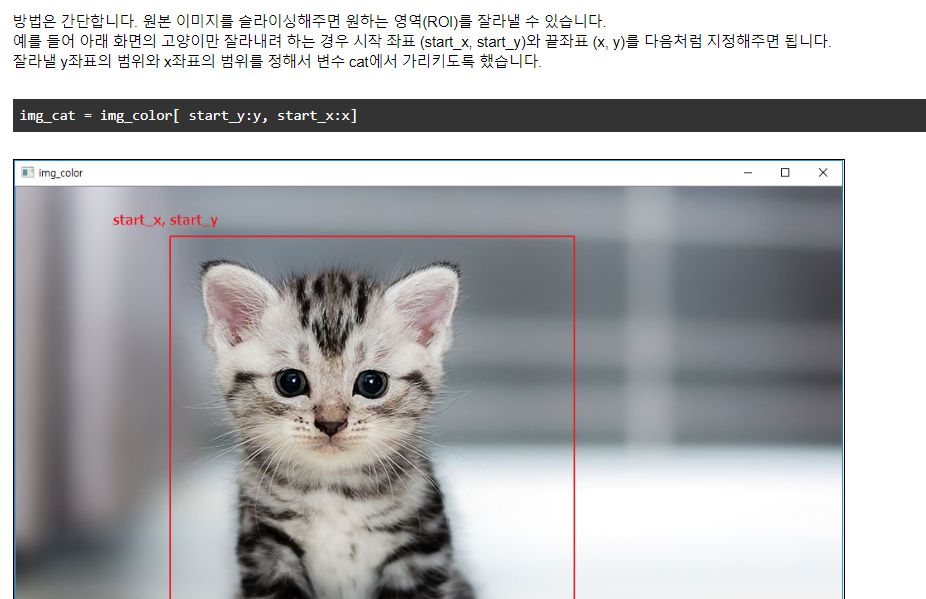 방법은 간단합니다. 원본 이미지를 슬라이싱해주면 원하는 영역(ROI)를 잘라낼 수 있습니다.
예를 들어 아래 화면의 고양이만 잘라내려 하는 경우 시작 좌표 (start_x, start_y)와 끝좌표 (x, y)를 다음처럼 지정해주면 됩니다.
잘라낼 y좌표의 범위와 x좌표의 범위를 정해서 변수 cat에서 가리키도록 했습니다.
img_cat = img_color[ start_y:y, start_x:x]
img_color
start_x, start_y